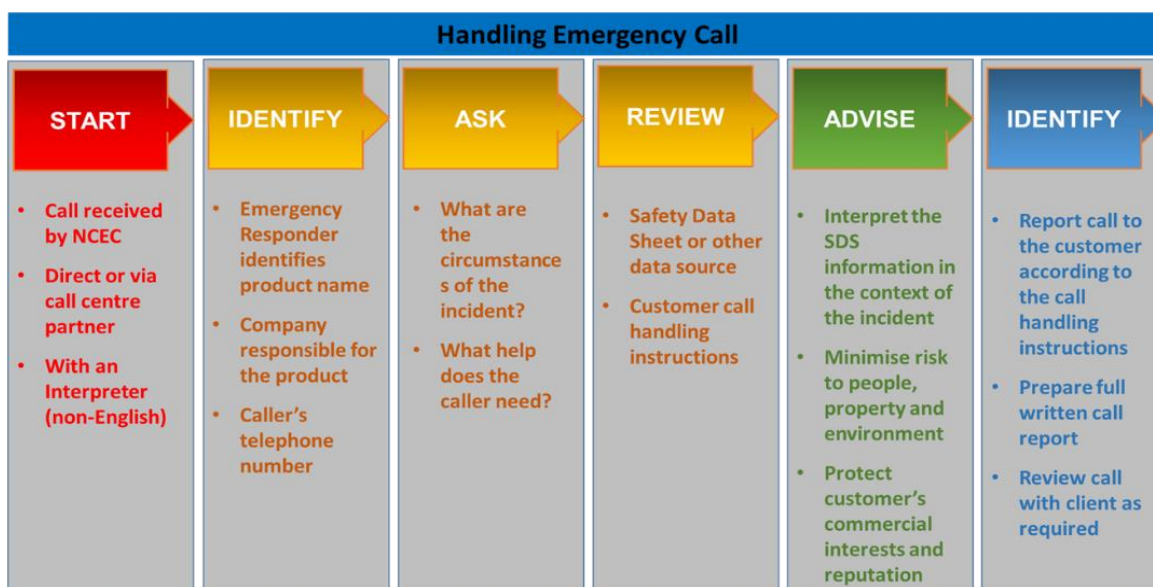 Handling Emergency Call
START
• Call received
by NCEC
• Direct or via
call centre
partner
• With an
Interpreter
(non-English)
IDENTIFY
• Emergency
Responder
identifies
product name
• Company
responsible for
the product
• Caller's
telephone
number
ASK
• What are
the
circumstance
s of the
incident?
• What help
does the
caller need?
REVIEW
• Safety Data
Sheet or other
data source
• Customer call
handling
instructions
ADVISE
• Interpret the
SDS
information in
the context of
the incident
• Minimise risk
to people,
property and
environment
• Protect
customer's
commercial
interests and
reputation
IDENTIFY
• Report call to
the customer
according to
the call
handling
instructions
• Prepare full
written call
report
• Review call
with client as
required